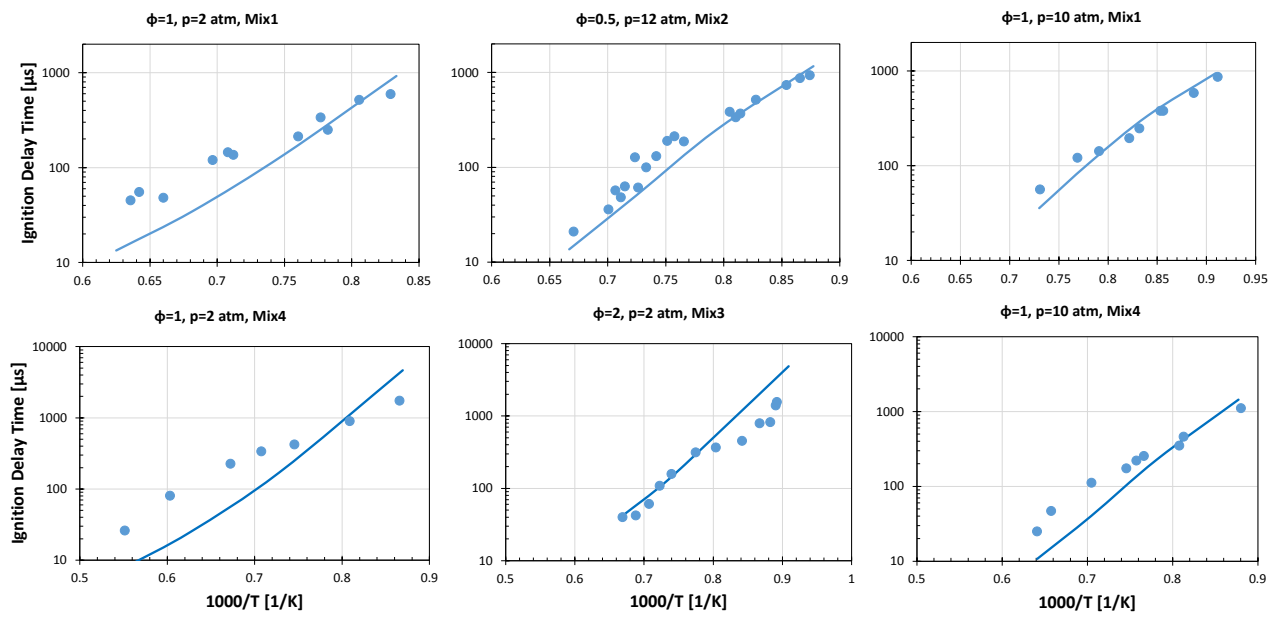 ϕ=1, p=2 atm, Mix1
Ignition Delay Time [µs]
1000
100
10
0.6 0.65 0.7 0.75 0.8 0.85
ϕ=0.5, p=12 atm, Mix2
1000
100
10
0.6 0.65 0.7 0.75 0.8 0.85 0.9
ϕ=1, p=10 atm, Mix1
1000
100
10
0.6 0.65 0.7 0.75 0.8 0.85 0.9 0.95
ϕ=1, p=2 atm, Mix4
Ignition Delay Time [µs]
10000
1000
100
10
0.5 0.6 0.7 0.8 0.9
1000/T [1/K]
ϕ=2, p=2 atm, Mix3
10000
1000
100
10
0.5 0.6 0.7 0.8 0.9 1
1000/T [1/K]
ϕ=1, p=10 atm, Mix4
10000
1000
100
10
0.5 0.6 0.7 0.8 0.9
1000/T [1/K]